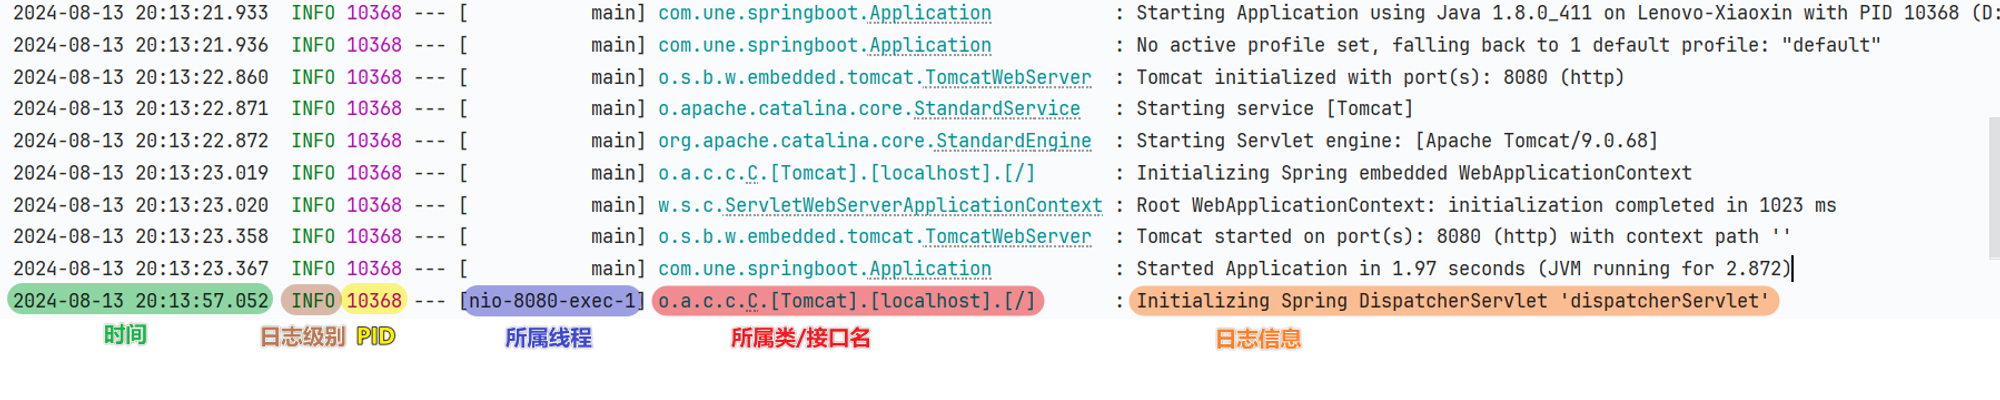 2024-08-13 20:13:21.933  INFO 10368 --- [           main] com.une.springboot.Application           : Starting Application using Java 1.8.0_411 on Lenovo-Xiaoxin with PID 10368 (D:
2024-08-13 20:13:21.936  INFO 10368 --- [           main] com.une.springboot.Application           : No active profile set, falling back to 1 default profile: "default"
2024-08-13 20:13:22.860  INFO 10368 --- [           main] o.s.b.w.embedded.tomcat.TomcatWebServer  : Tomcat initialized with port(s): 8080 (http)
2024-08-13 20:13:22.871  INFO 10368 --- [           main] o.apache.catalina.core.StandardService   : Starting service [Tomcat]
2024-08-13 20:13:22.872  INFO 10368 --- [           main] org.apache.catalina.core.StandardEngine  : Starting Servlet engine: [Apache Tomcat/9.0.68]
2024-08-13 20:13:23.019  INFO 10368 --- [           main] o.a.c.c.C.[Tomcat].[localhost].[/]       : Initializing Spring embedded WebApplicationContext
2024-08-13 20:13:23.020  INFO 10368 --- [           main] w.s.c.ServletWebServerApplicationContext : Root WebApplicationContext: initialization completed in 1023 ms
2024-08-13 20:13:23.358  INFO 10368 --- [           main] o.s.b.w.embedded.tomcat.TomcatWebServer  : Tomcat started on port(s): 8080 (http) with context path ''
2024-08-13 20:13:23.367  INFO 10368 --- [           main] com.une.springboot.Application           : Started Application in 1.97 seconds (JVM running for 2.872)
2024-08-13 20:13:57.052  INFO 10368 --- [nio-8080-exec-1] o.a.c.c.C.[Tomcat].[localhost].[/]       : Initializing Spring DispatcherServlet 'dispatcherServlet'
时间 日志级别 PID 所属线程 所属类/接口名 日志信息